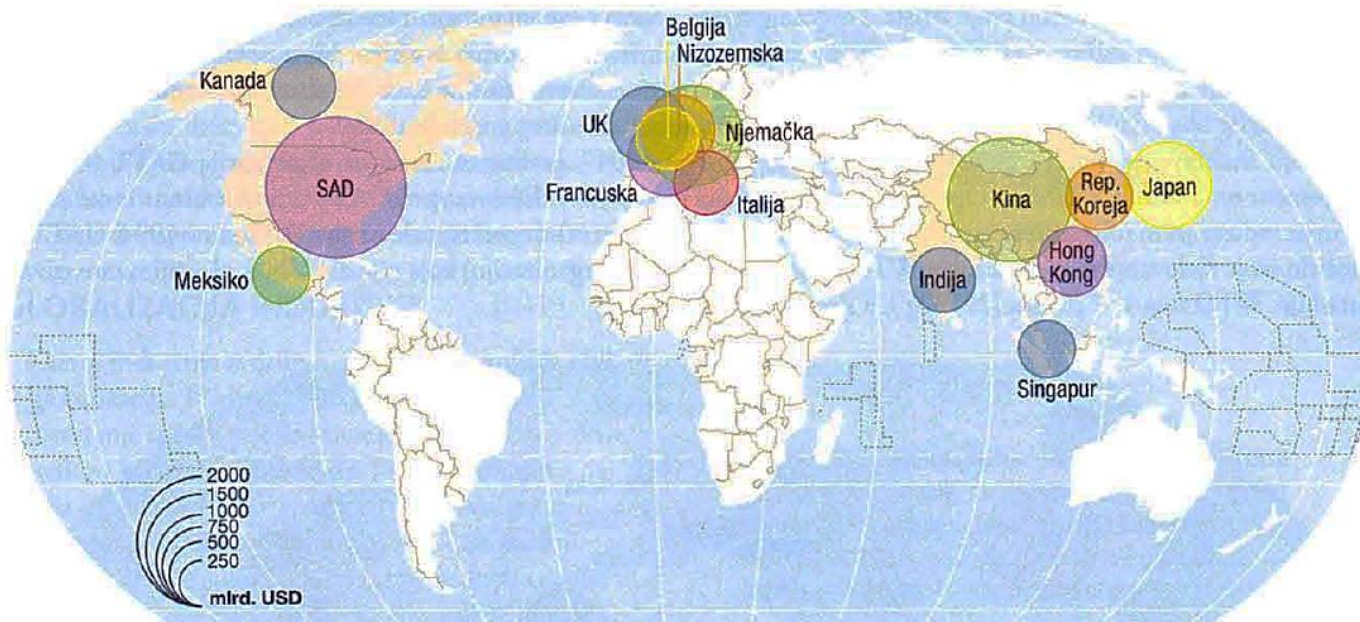 Belgija
Nizozemska
Kanada
UK
Njemačka
SAD
Francuska
Italija
Kina
Rep.
Koreja
Japan
Meksiko
Indija
Hong
Kong
Singapur
2000
1500
1000
750
500
250
mlrd. USD